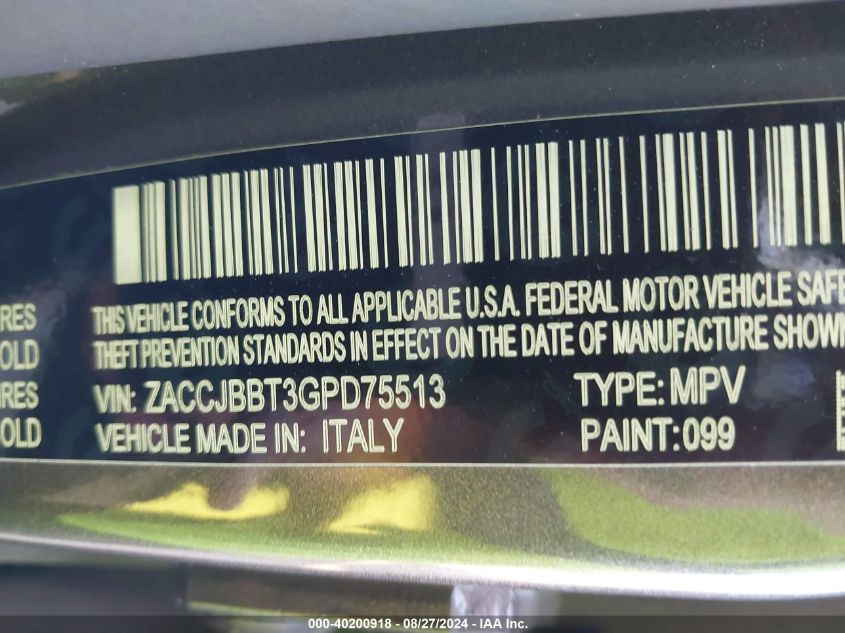 THIS VEHICLE CONFORMS TO ALL APPLICABLE U.S.A. FEDERAL MOTOR VEHICLE SAFE
RES
THEFT PREVENTION STANDARDS IN EFFECT ON THE DATE OF MANUFACTURE SHOWN
OLD
VIN: ZACCJBBT3GPD75513 TYPE: MPV
RES
VEHICLE MADE IN: ITALY PAINT: 099
OLD
000-40200918 - 08/27/2024 - IAA Inc.